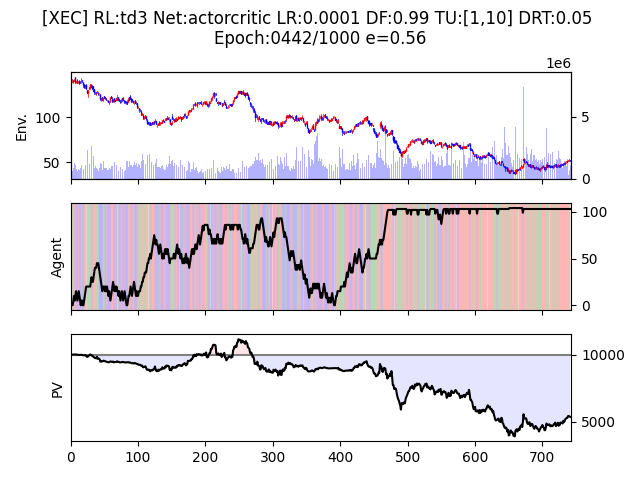 [XEC] RL:td3 Net:actorcritic LR:0.0001 DF:0.99 TU:[1,10] DRT:0.05
Epoch:0442/1000 e=0.56
1e6
Env.
100
50
5
0
Agent
100
50
0
PV
10000
5000
0 100 200 300 400 500 600 700